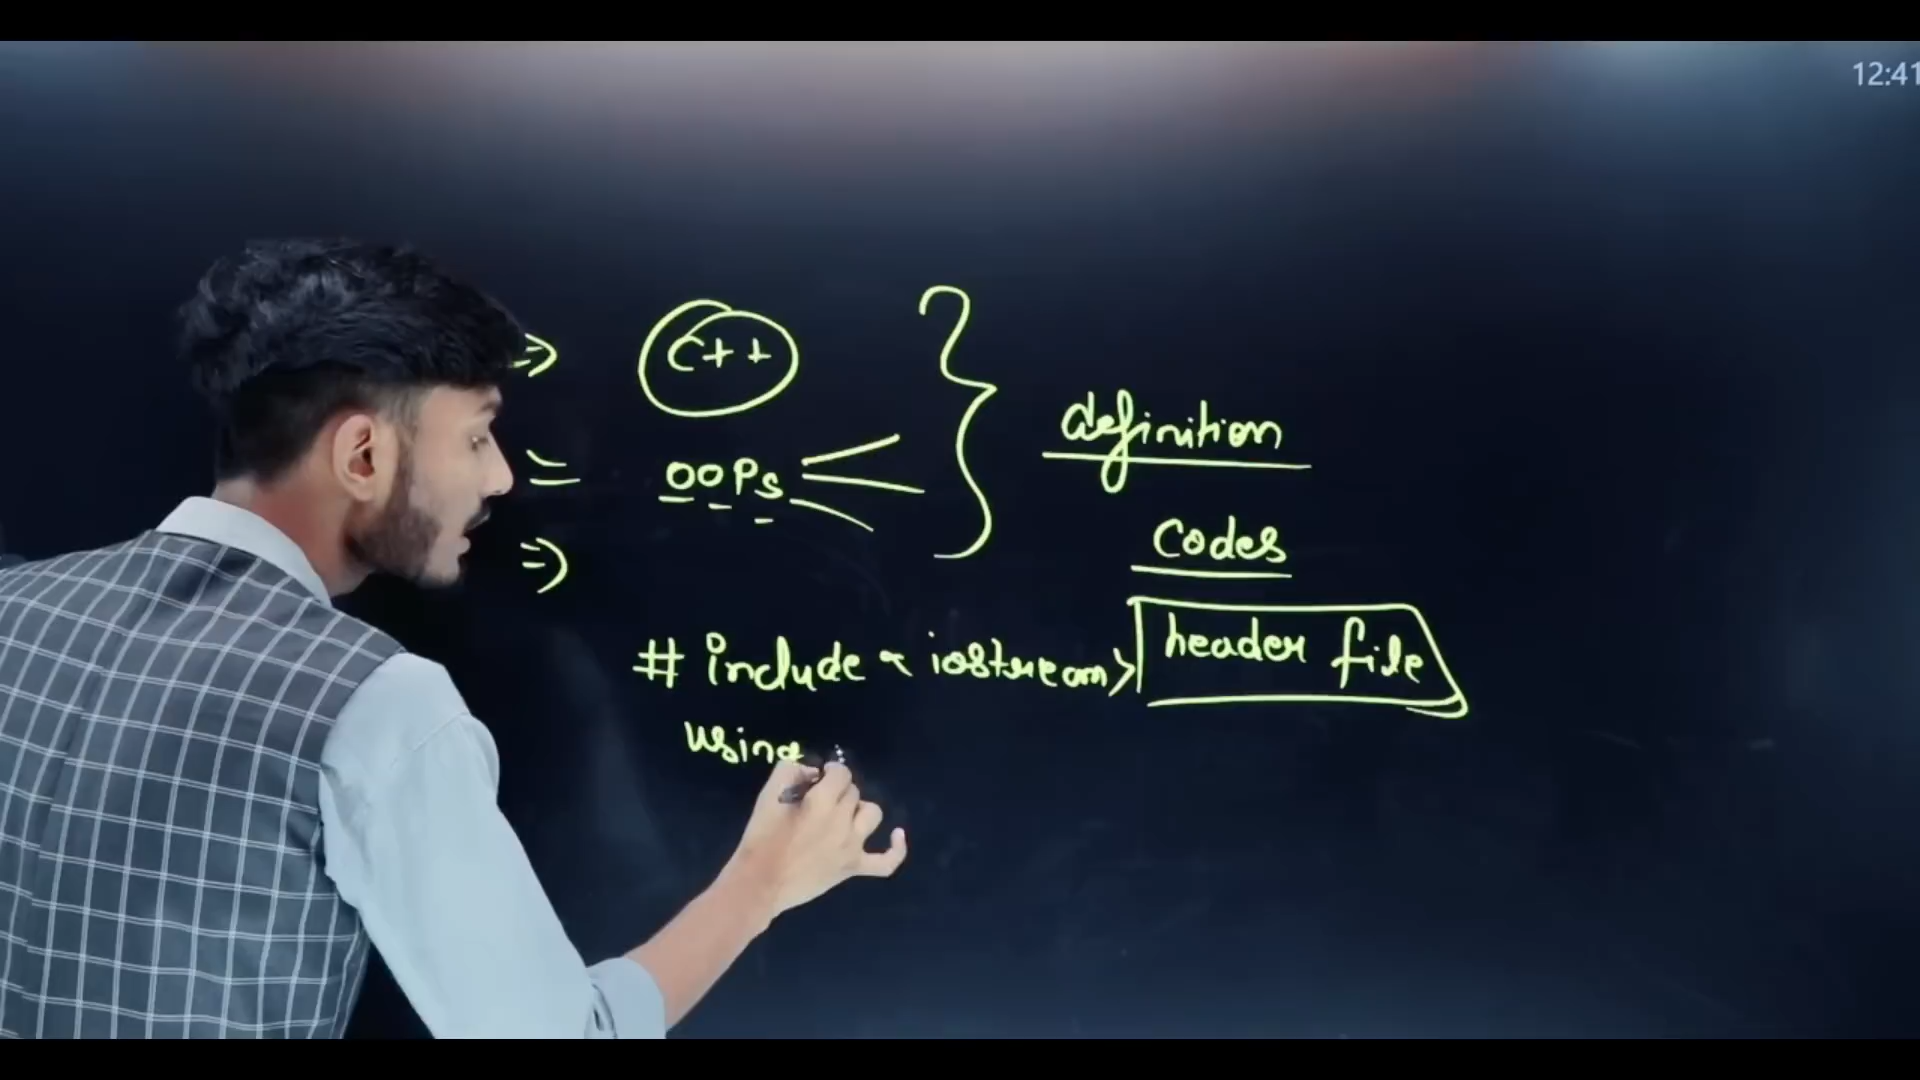 12:41
⇒ C++
= OOPs
definition
⇒ Codes
# include < iostream> header file
using